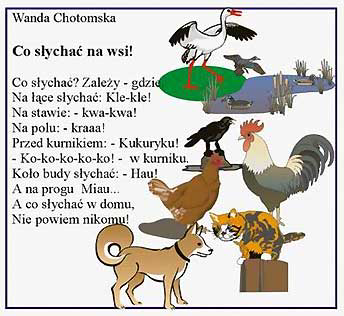 Wanda Chotomska
Co słychać na wsi!
Co słychać? Zależy - gdzie
Na łące słychać: Kle-kle!
Na stawie: - kwa-kwa!
Na polu: - kraaa!
Przed kurnikiem: - Kukuryku!
- Ko-ko-ko-ko-ko! - w kurniku.
Koło budy słychać: - Hau!
A na progu Miau...
A co słychać w domu,
Nie powiem nikomu!